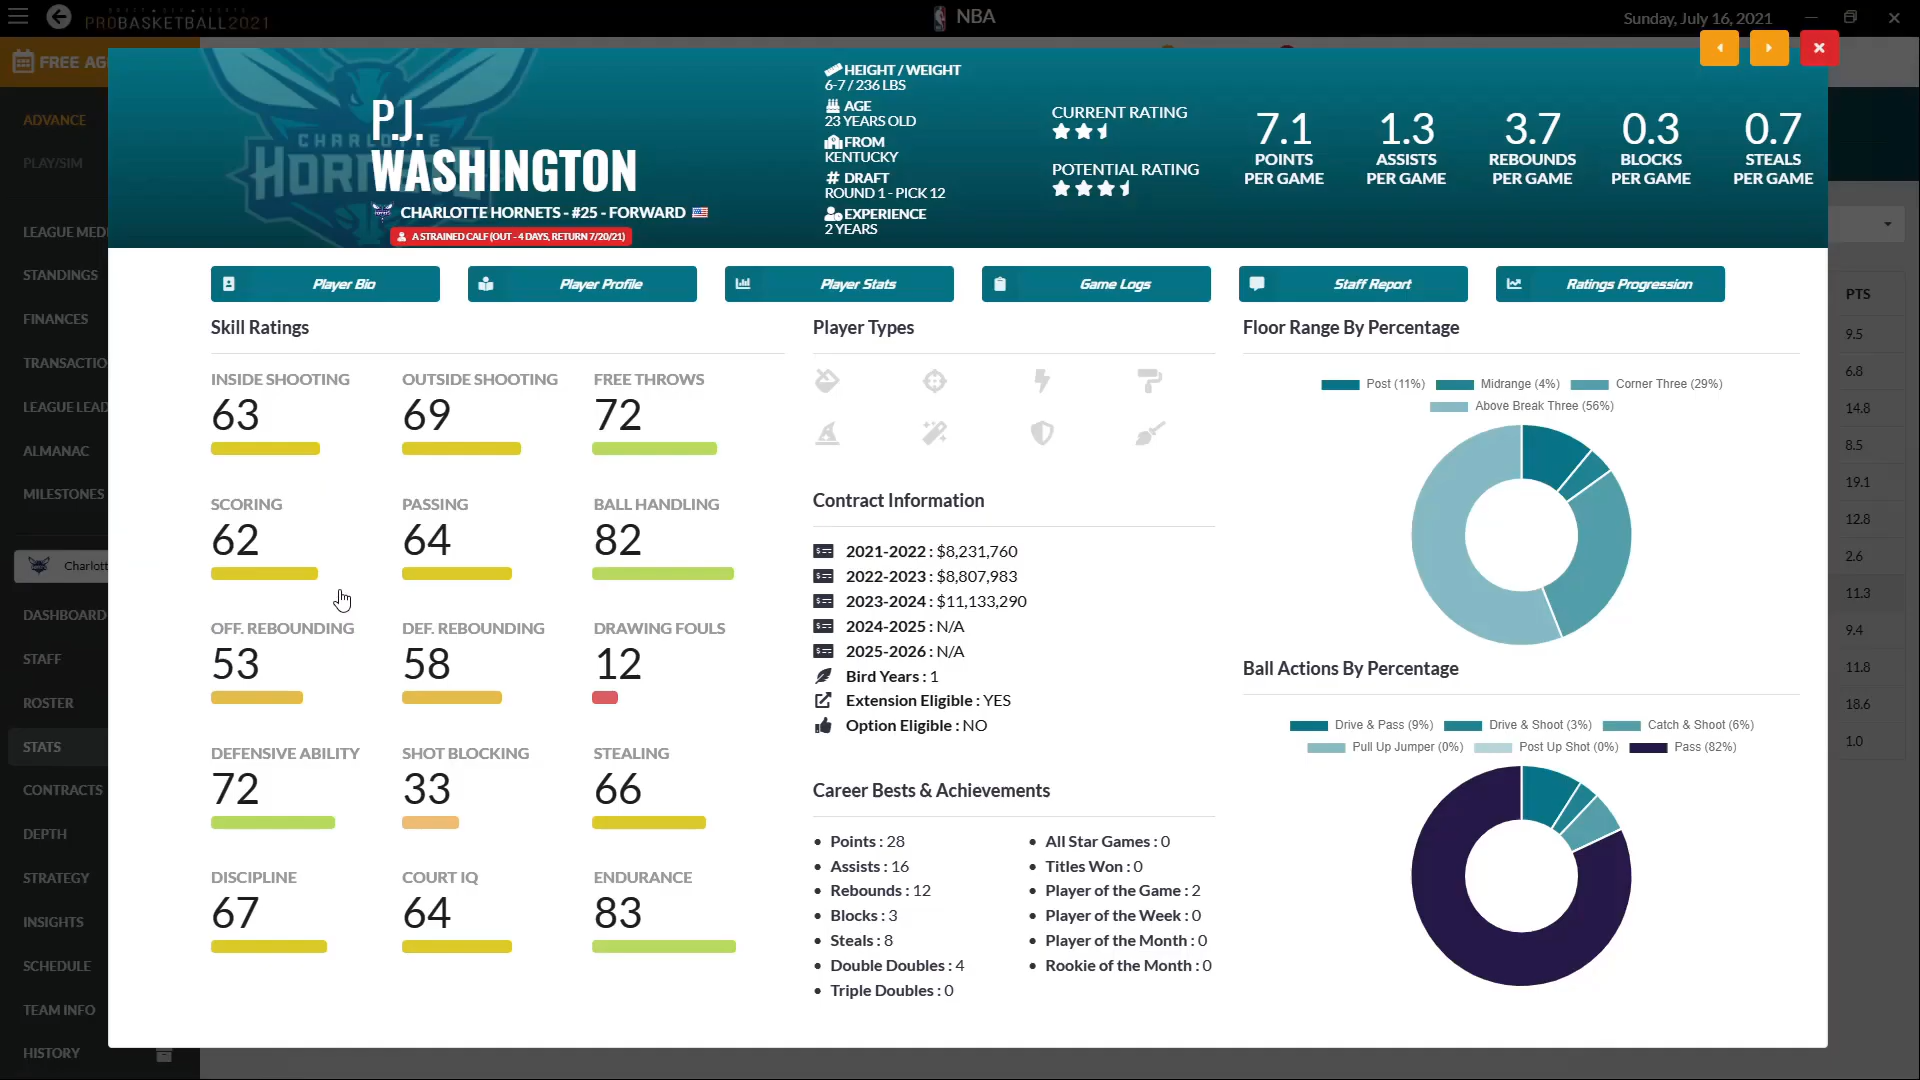 DRAFT DAY SPORTS
PROBASKETBALL2021
NBA
Sunday, July 16, 2021
FREE AG
ADVANCE
PLAY/SIM
LEAGUE MEDI
STANDINGS
FINANCES
TRANSACTIO
LEAGUE LEAD
ALMANAC
MILESTONES
Charlott
DASHBOARD
STAFF
ROSTER
STATS
CONTRACTS
DEPTH
STRATEGY
INSIGHTS
SCHEDULE
TEAM INFO
HISTORY
CHARLOTTE
P.J.
WASHINGTON
CHARLOTTE HORNETS - #25 - FORWARD
A STRAINED CALF (OUT - 4 DAYS, RETURN 7/20/21)
HEIGHT / WEIGHT
6-7 / 236 LBS
AGE
23 YEARS OLD
FROM
KENTUCKY
# DRAFT
ROUND 1 - PICK 12
EXPERIENCE
2 YEARS
CURRENT RATING
POTENTIAL RATING
7.1
POINTS
PER GAME
1.3
ASSISTS
PER GAME
3.7
REBOUNDS
PER GAME
0.3
BLOCKS
PER GAME
0.7
STEALS
PER GAME
Player Bio
Player Profile
Player Stats
Game Logs
Staff Report
Ratings Progression
Skill Ratings
INSIDE SHOOTING
63
OUTSIDE SHOOTING
69
FREE THROWS
72
SCORING
62
PASSING
64
BALL HANDLING
82
OFF. REBOUNDING
53
DEF. REBOUNDING
58
DRAWING FOULS
12
DEFENSIVE ABILITY
72
SHOT BLOCKING
33
STEALING
66
DISCIPLINE
67
COURT IQ
64
ENDURANCE
83
Player Types
Contract Information
2021-2022 : $8,231,760
2022-2023 : $8,807,983
2023-2024 : $11,133,290
2024-2025 : N/A
2025-2026 : N/A
Bird Years : 1
Extension Eligible : YES
Option Eligible : NO
Career Bests & Achievements
Points : 28
Assists : 16
Rebounds : 12
Blocks : 3
Steals : 8
Double Doubles : 4
Triple Doubles : 0
All Star Games : 0
Titles Won : 0
Player of the Game : 2
Player of the Week : 0
Player of the Month : 0
Rookie of the Month : 0
Floor Range By Percentage
Post (11%) Midrange (4%) Corner Three (29%)
Above Break Three (56%)
Ball Actions By Percentage
Drive & Pass (9%) Drive & Shoot (3%) Catch & Shoot (6%)
Pull Up Jumper (0%) Post Up Shot (0%) Pass (82%)
PTS
9.5
6.8
14.8
8.5
19.1
12.8
2.6
11.3
9.4
11.8
18.6
1.0